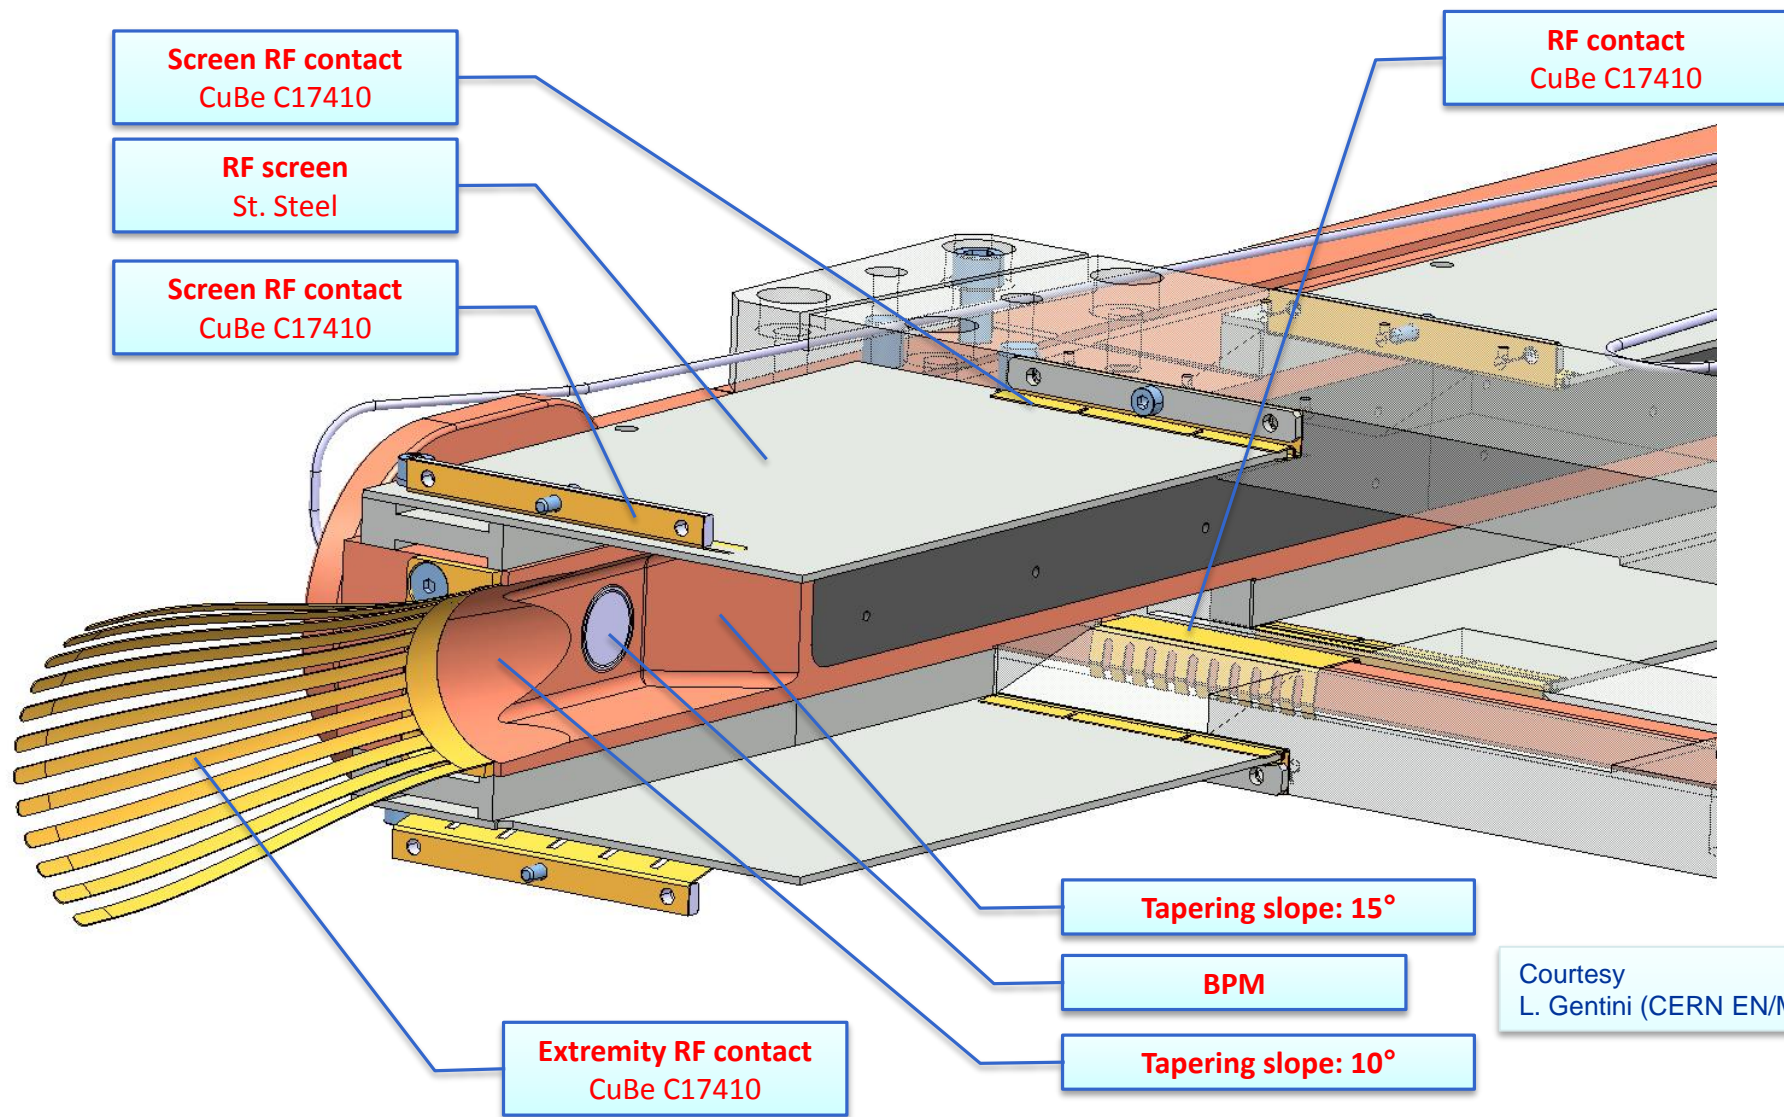 Screen RF contact
CuBe C17410
RF screen
St. Steel
Screen RF contact
CuBe C17410
RF contact
CuBe C17410
Tapering slope: 15°
BPM
Tapering slope: 10°
Extremity RF contact
CuBe C17410
Courtesy
L. Gentini (CERN EN/M